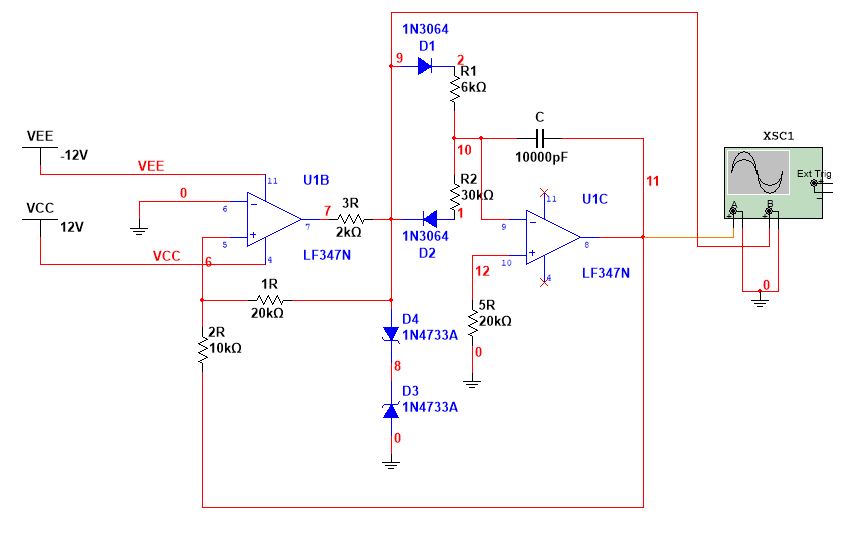 1N3064
D1
9
2
R1
6kΩ
C
10000pF
10
11
XSC1
Ext Trig
A
B
VEE
-12V
VEE
11
U1B
0
6
5
7
7
4
3R
2kΩ
LF347N
VCC
12V
VCC
6
R2
30kΩ
1
1N3064
D2
U1C
11
9
10
8
4
LF347N
12
5R
20kΩ
0
0
1R
20kΩ
2R
10kΩ
D4
1N4733A
8
D3
1N4733A
0